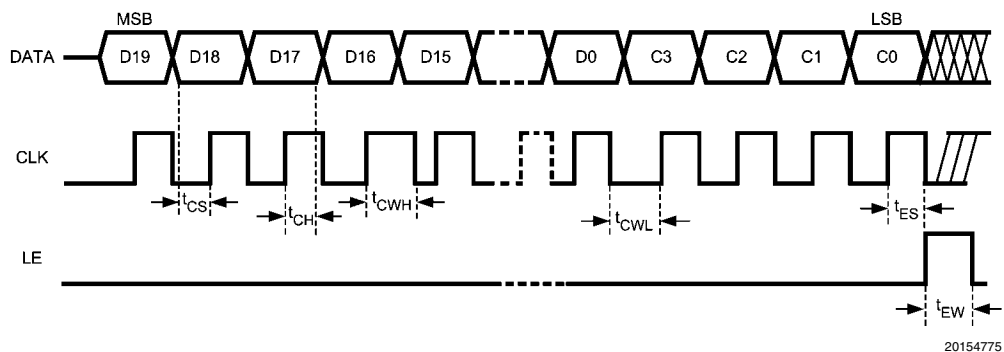 MSB LSB
DATA D19 D18 D17 D16 D15 D0 C3 C2 C1 C0
CLK
tCS tCH tCWH tCWL tES
LE
tEW
20154775